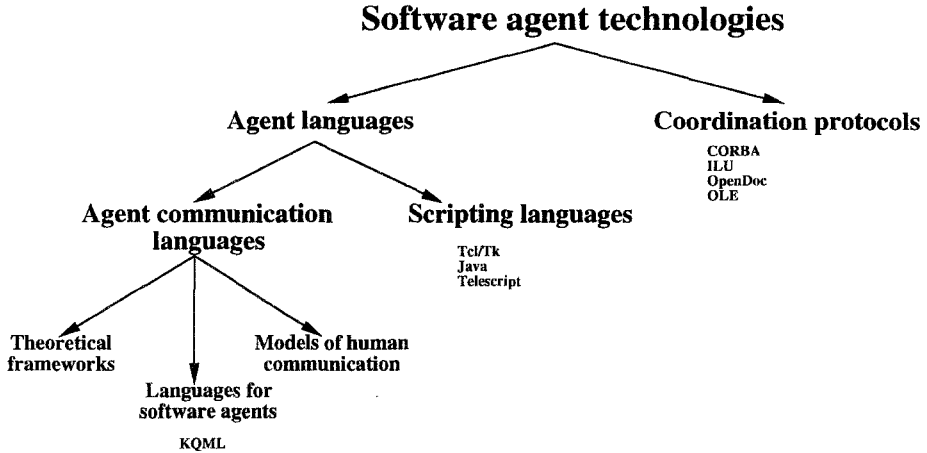 Software agent technologies
Agent languages
Coordination protocols
CORBA
ILU
OpenDoc
OLE
Agent communication
languages
Scripting languages
Tcl/Tk
Java
Telescript
Theoretical
frameworks
Models of human
communication
Languages for
software agents
KQML